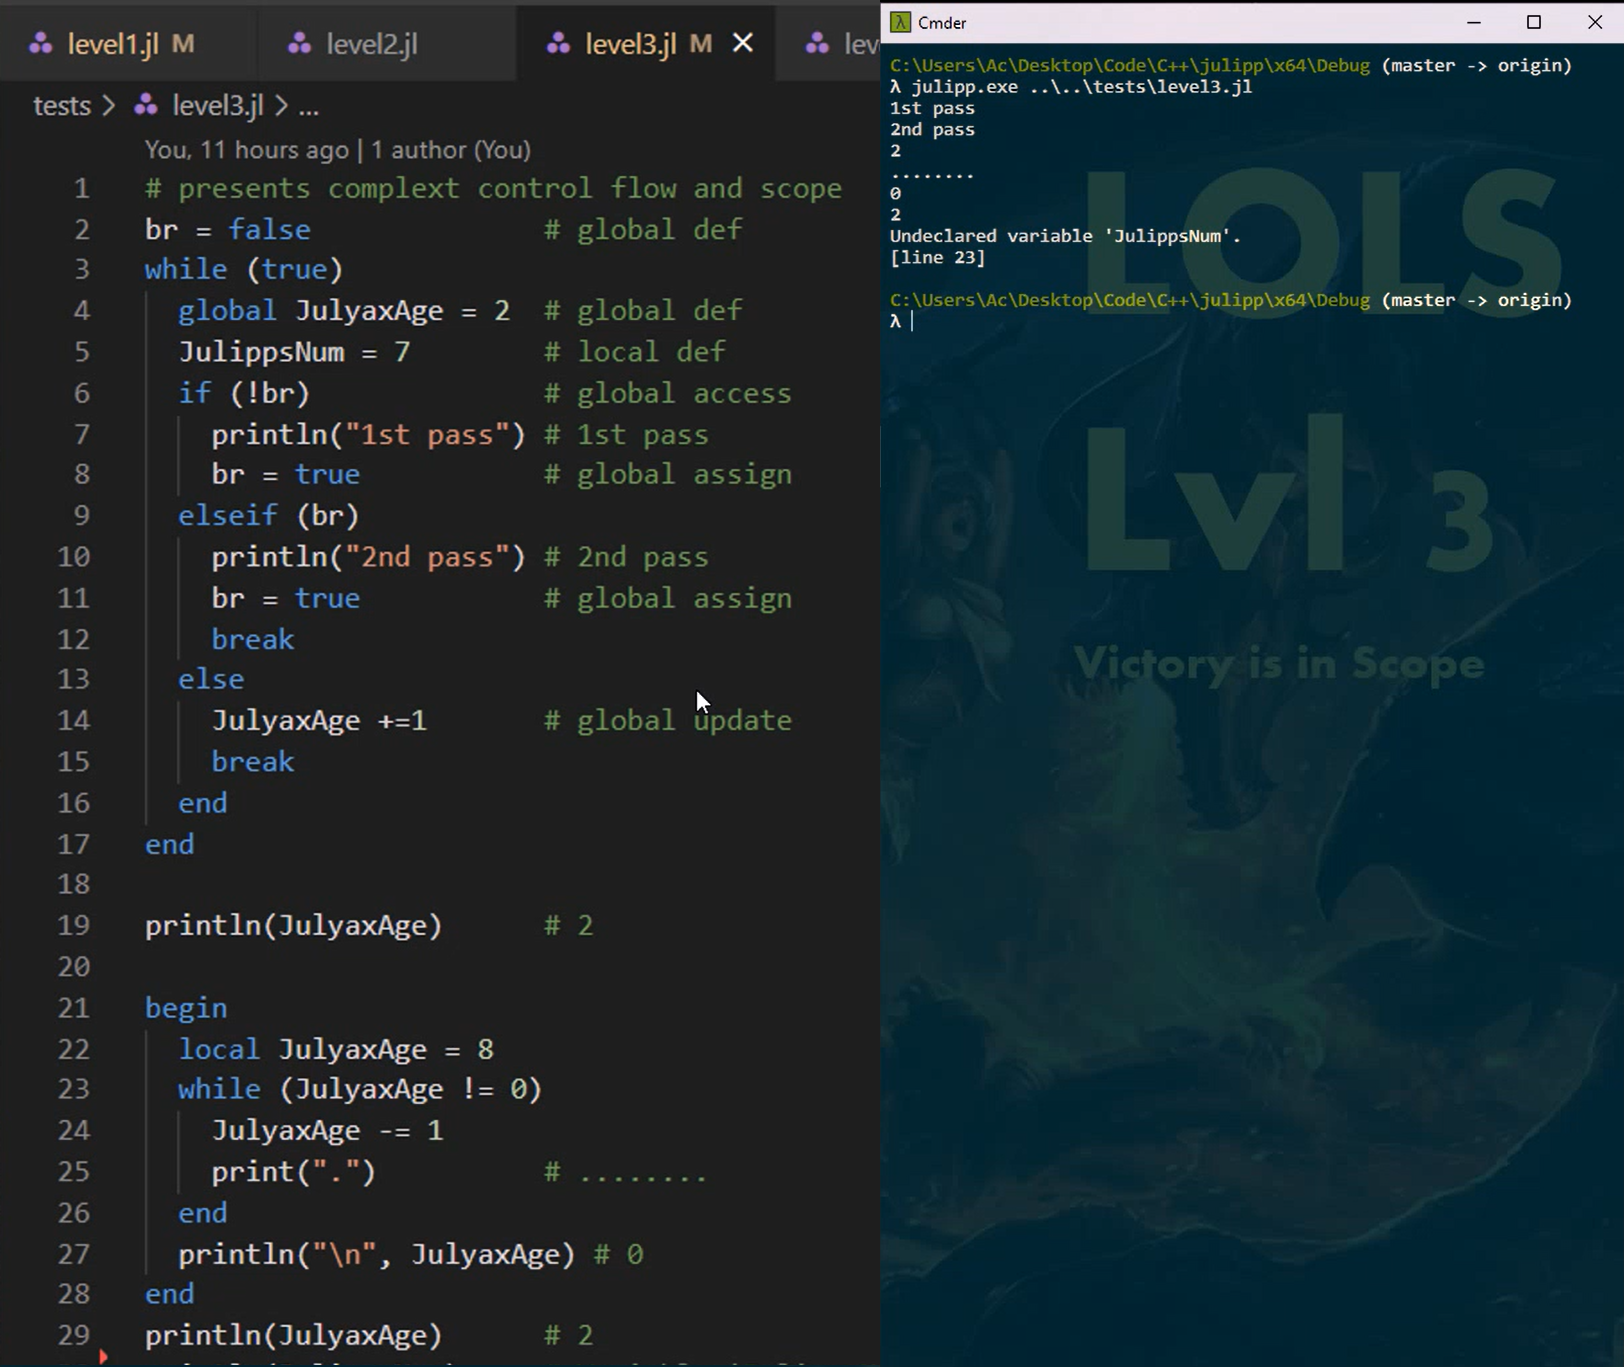 level1.jl M
level2.jl
level3.jl M
tests > level3.jl > ...
You, 11 hours ago | 1 author (You)
1 # presents complext control flow and scope
2 br = false # global def
3 while (true)
4 global JulyaxAge = 2 # global def
5 JulippsNum = 7 # local def
6 if (!br) # global access
7 println("1st pass") # 1st pass
8 br = true # global assign
9 elseif (br)
10 println("2nd pass") # 2nd pass
11 br = true # global assign
12 break
13 else
14 JulyaxAge +=1 # global update
15 break
16 end
17 end
18
19 println(JulyaxAge) # 2
20
21 begin
22 local JulyaxAge = 8
23 while (JulyaxAge != 0)
24 JulyaxAge -= 1
25 print(".") # ........
26 end
27 println("\n", JulyaxAge) # 0
28 end
29 println(JulyaxAge) # 2
λ Cmder
C:\Users\Ac\Desktop\Code\C++\julipp\x64\Debug (master -> origin)
λ julipp.exe ..\..\tests\level3.jl
1st pass
2nd pass
2
........
0
2
Undeclared variable 'JulippsNum'.
[line 23]
C:\Users\Ac\Desktop\Code\C++\julipp\x64\Debug (master -> origin)
λ
LOLS
Lvl 3
Victory is in Scope